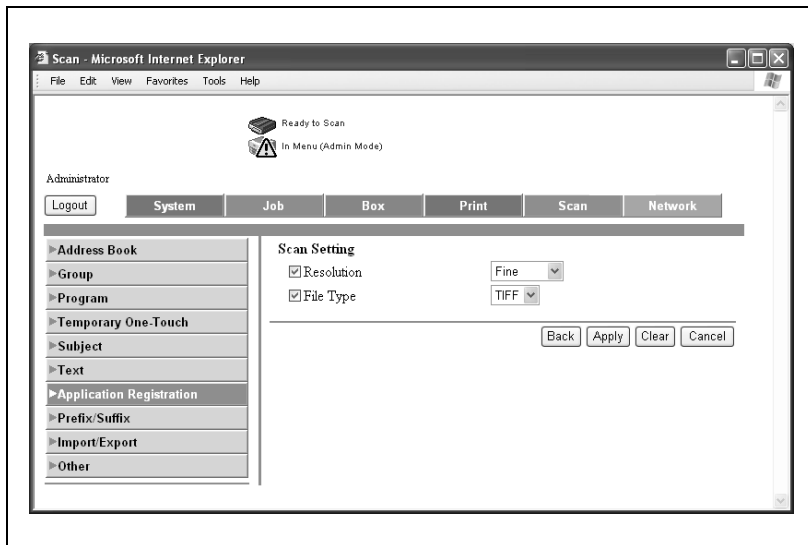 Scan - Microsoft Internet Explorer
File Edit View Favorites Tools Help
Ready to Scan
In Menu (Admin Mode)
Administrator
Logout System Job Box Print Scan Network
Address Book
Group
Program
Temporary One-Touch
Subject
Text
Application Registration
Prefix/Suffix
Import/Export
Other
Scan Setting
Resolution Fine
File Type TIFF
Back Apply Clear Cancel